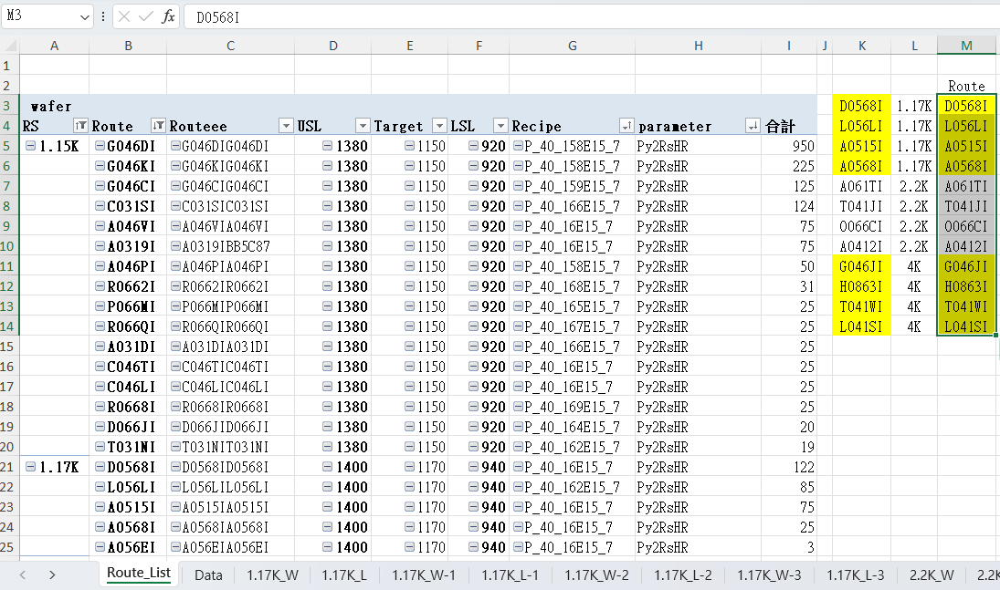 M3 fx D0568I
A B C D E F G H I J K L M
1
2 Route
3 wafer D0568I 1.17K D0568I
4 RS Route Routeee USL Target LSL Recipe parameter 合計 L056LI 1.17K L056LI
5 1.15K G046DI G046DIG046DI 1380 1150 920 P_40_158E15_7 Py2RsHR 950 A0515I 1.17K A0515I
6 G046KI G046KIG046KI 1380 1150 920 P_40_158E15_7 Py2RsHR 225 A0568I 1.17K A0568I
7 G046CI G046CIG046CI 1380 1150 920 P_40_159E15_7 Py2RsHR 125 A061TI 2.2K A061TI
8 C031SI C031SIC031SI 1380 1150 920 P_40_166E15_7 Py2RsHR 124 T041JI 2.2K T041JI
9 A046VI A046VIA046VI 1380 1150 920 P_40_16E15_7 Py2RsHR 75 O066CI 2.2K O066CI
10 A0319I A0319IBB5C87 1380 1150 920 P_40_16E15_7 Py2RsHR 75 A0412I 2.2K A0412I
11 A046PI A046PIA046PI 1380 1150 920 P_40_158E15_7 Py2RsHR 50 G046JI 4K G046JI
12 R0662I R0662IR0662I 1380 1150 920 P_40_168E15_7 Py2RsHR 31 H0863I 4K H0863I
13 P066MI P066MIP066MI 1380 1150 920 P_40_165E15_7 Py2RsHR 25 T041WI 4K T041WI
14 R066QI R066QIR066QI 1380 1150 920 P_40_167E15_7 Py2RsHR 25 L041SI 4K L041SI
15 A031DI A031DIA031DI 1380 1150 920 P_40_166E15_7 Py2RsHR 25
16 C046TI C046TIC046TI 1380 1150 920 P_40_16E15_7 Py2RsHR 25
17 C046LI C046LIC046LI 1380 1150 920 P_40_16E15_7 Py2RsHR 25
18 R0668I R0668IR0668I 1380 1150 920 P_40_169E15_7 Py2RsHR 25
19 D066JI D066JID066JI 1380 1150 920 P_40_164E15_7 Py2RsHR 20
20 T031NI T031NIT031NI 1380 1150 920 P_40_162E15_7 Py2RsHR 19
21 1.17K D0568I D0568ID0568I 1400 1170 940 P_40_16E15_7 Py2RsHR 122
22 L056LI L056LIL056LI 1400 1170 940 P_40_162E15_7 Py2RsHR 85
23 A0515I A0515IA0515I 1400 1170 940 P_40_16E15_7 Py2RsHR 75
24 A0568I A0568IA0568I 1400 1170 940 P_40_16E15_7 Py2RsHR 25
25 A056EI A056EIA056EI 1400 1170 940 P_40_16E15_7 Py2RsHR 3
Route_List Data 1.17K_W 1.17K_L 1.17K_W-1 1.17K_L-1 1.17K_W-2 1.17K_L-2 1.17K_W-3 1.17K_L-3 2.2K_W 2.2K